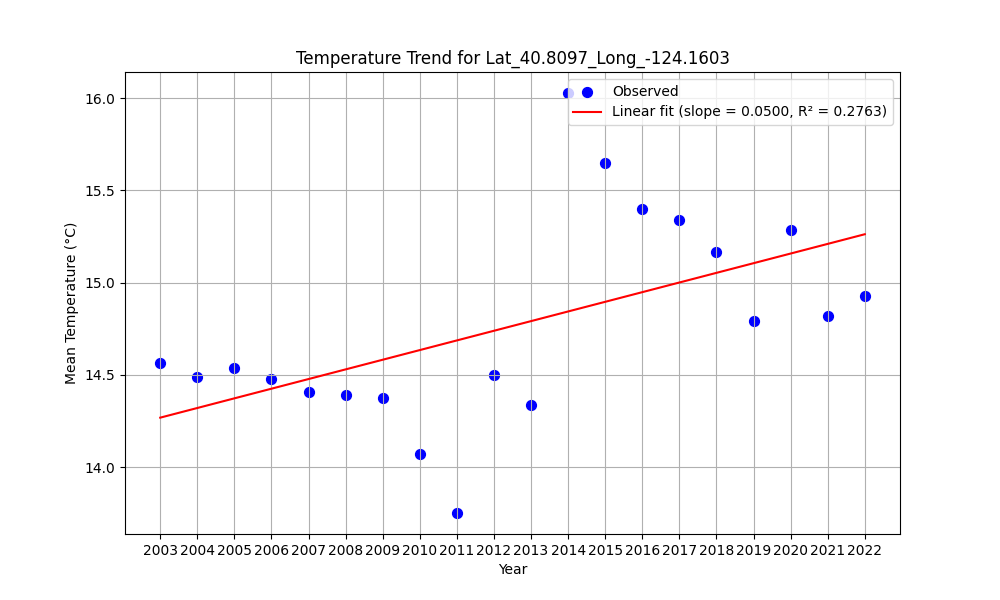 Temperature Trend for Lat_40.8097_Long_-124.1603
Observed
Linear fit (slope = 0.0500, R² = 0.2763)
Mean Temperature (°C)
16.0
15.5
15.0
14.5
14.0
2003 2004 2005 2006 2007 2008 2009 2010 2011 2012 2013 2014 2015 2016 2017 2018 2019 2020 2021 2022
Year